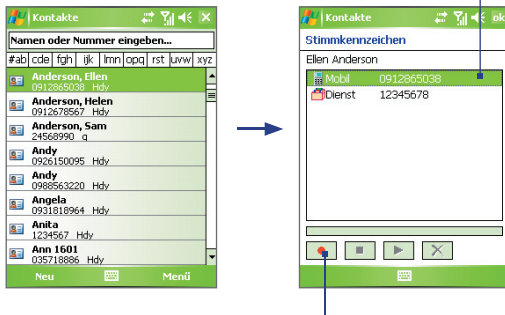 Kontakte
Namen oder Nummer eingeben...
#ab cde fgh ijk lmn opq rst uvw xyz
Anderson, Ellen
0912865038 Hdy
Anderson, Helen
0912678567 Hdy
Anderson, Sam
24568990 g
Andy
0926150095 Hdy
Andy
0988563220 Hdy
Angela
0931818964 Hdy
Anita
1234567 Hdy
Ann 1601
035718886 Hdy
Neu Menü
Kontakte ok
Stimmkennzeichen
Ellen Anderson
Mobil 0912865038
Dienst 12345678